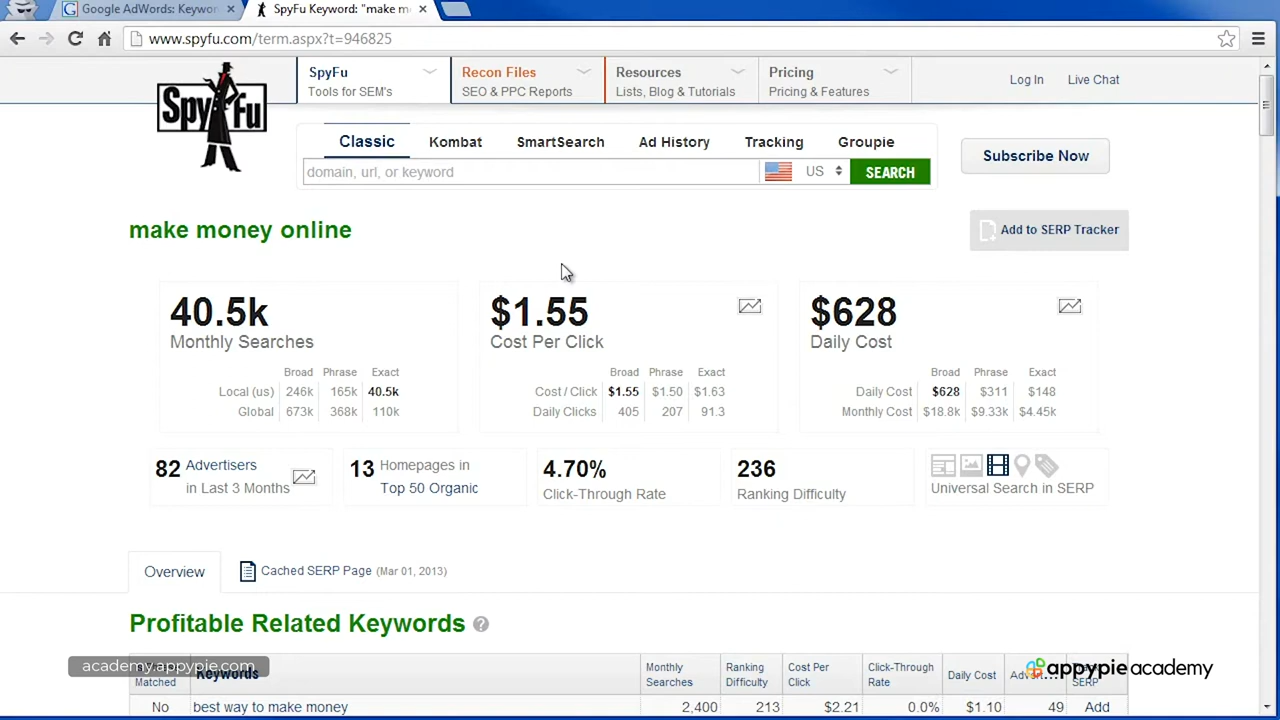 Google AdWords: Keywor
SpyFu Keyword: "make m
www.spyfu.com/term.aspx?t=946825
SpyFu
SpyFu
Tools for SEM's
Recon Files
SEO & PPC Reports
Resources
Lists, Blog & Tutorials
Pricing
Pricing & Features
Log In
Live Chat
Classic
Kombat
SmartSearch
Ad History
Tracking
Groupie
domain, url, or keyword
US
SEARCH
Subscribe Now
make money online
Add to SERP Tracker
40.5k
Monthly Searches
Broad Phrase Exact
Local (us) 246k 165k 40.5k
Global 673k 368k 110k
$1.55
Cost Per Click
Broad Phrase Exact
Cost / Click $1.55 $1.50 $1.63
Daily Clicks 405 207 91.3
$628
Daily Cost
Broad Phrase Exact
Daily Cost $628 $311 $148
Monthly Cost $18.8k $9.33k $4.45k
82 Advertisers
in Last 3 Months
13 Homepages in
Top 50 Organic
4.70%
Click-Through Rate
236
Ranking Difficulty
Universal Search in SERP
Overview
Cached SERP Page (Mar 01, 2013)
Profitable Related Keywords ?
academy.appypie.com
Matched
Keywords
Monthly
Searches
Ranking
Difficulty
Cost Per
Click
Click-Through
Rate
Daily Cost
SERP
appypie academy
No best way to make money 2,400 213 $2.21 0.0% $1.10 49 Add